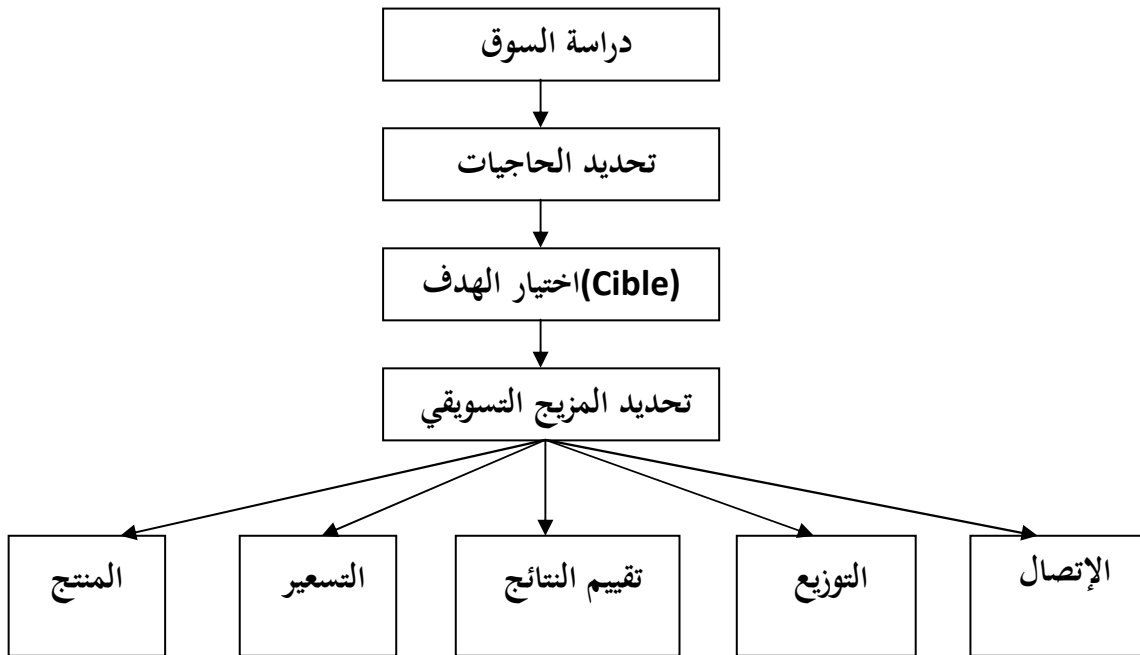 دراسة السوق
تحديد الحاجيات
اختيار الهدف(Cible)
تحديد المزيج التسويقي
الإتصال
التوزيع
تقييم النتائج
التسعير
المنتج